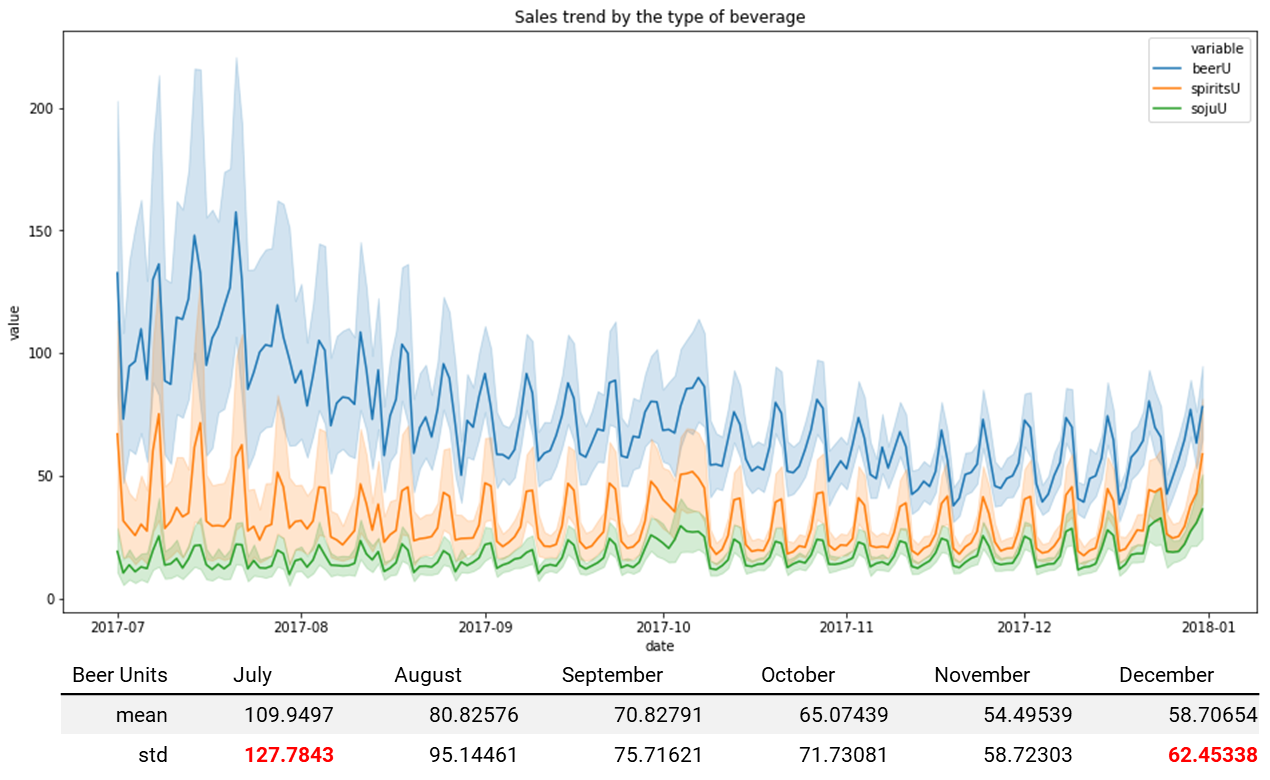 Sales trend by the type of beverage
variable
beerU
spiritsU
sojuU
200
150
100
50
0
value
2017-07 2017-08 2017-09 2017-10 2017-11 2017-12 2018-01
date
Beer Units July August September October November December
mean 109.9497 80.82576 70.82791 65.07439 54.49539 58.70654
std 127.7843 95.14461 75.71621 71.73081 58.72303 62.45338